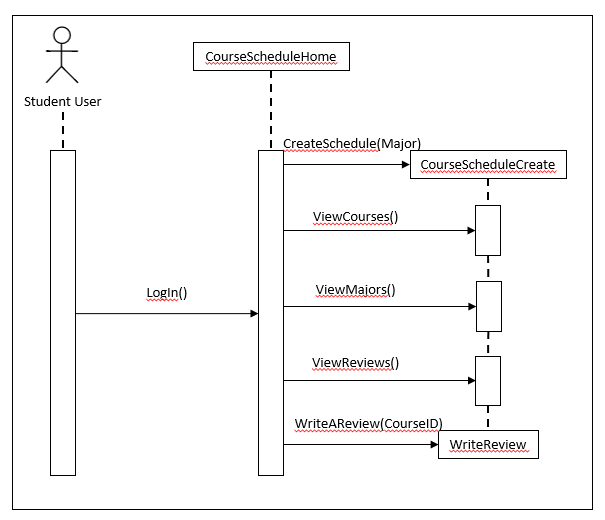 CourseScheduleHome
Student User
CreateSchedule(Major)
CourseScheduleCreate
ViewCourses()
LogIn()
ViewMajors()
ViewReviews()
WriteAReview(CourseID)
WriteReview